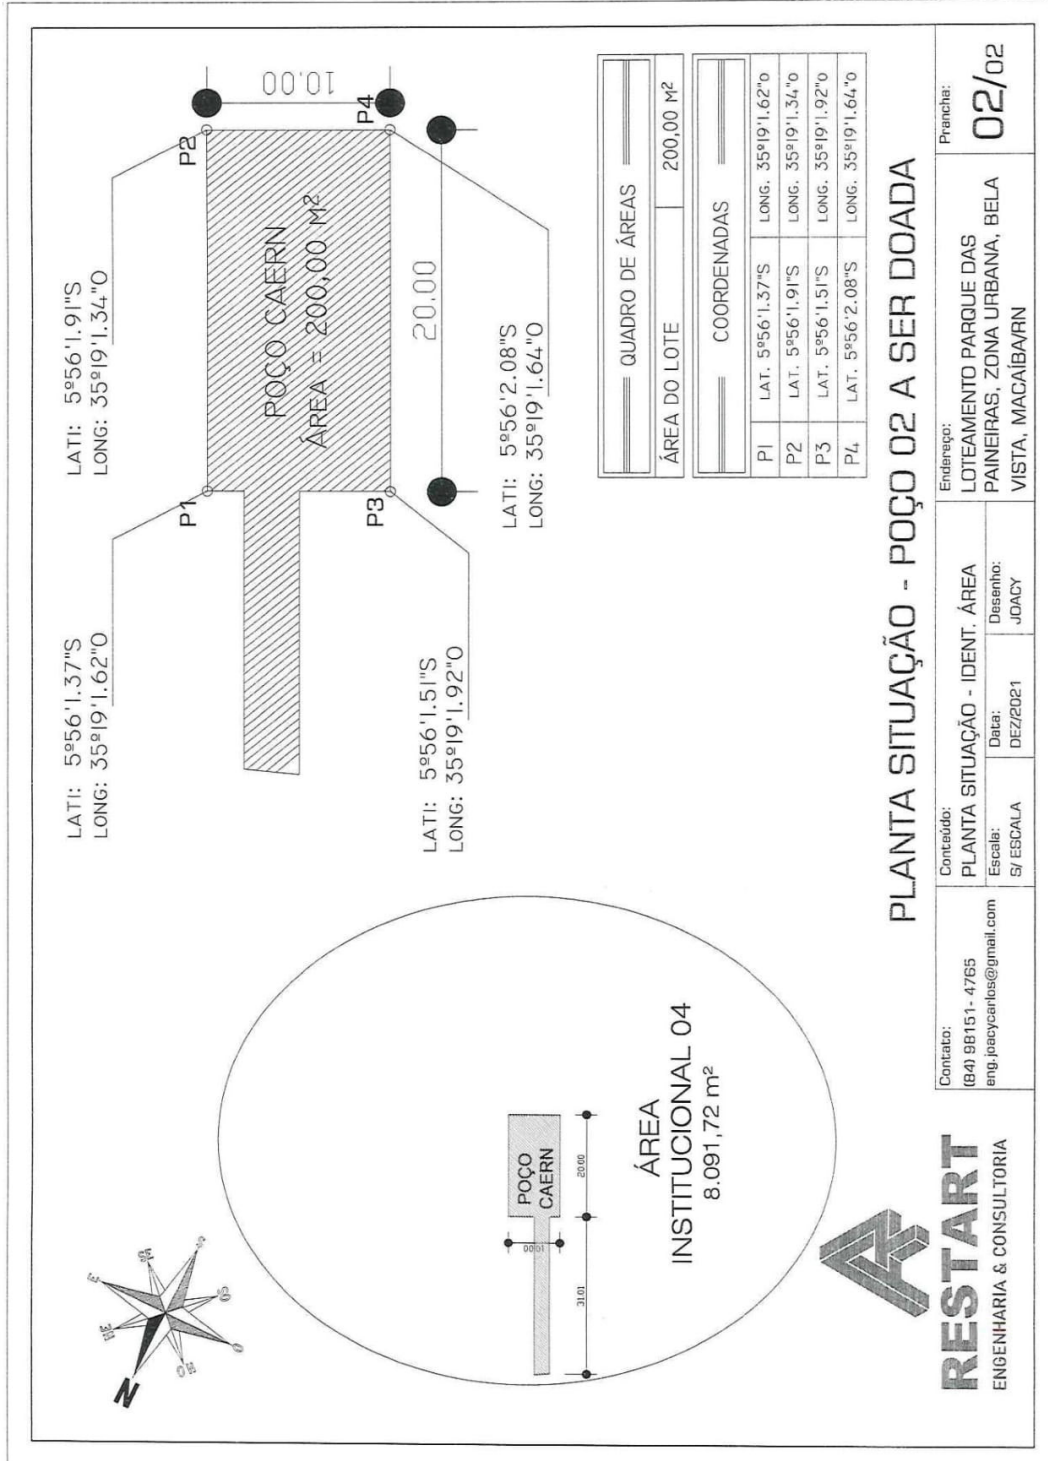 LATI: 5º56'1.37"S
LONG: 35º19'1.62"O
LATI: 5º56'1.91"S
LONG: 35º19'1.34"O
P1
P2
10.00
POÇO CAERN
ÁREA = 200,00 M²
P3
P4
20.00
LATI: 5º56'1.51"S
LONG: 35º19'1.92"O
LATI: 5º56'2.08"S
LONG: 35º19'1.64"O
N
NE
E
SE
S
SO
O
NO
POÇO
CAERN
10.00
20.00
31.01
ÁREA
INSTITUCIONAL 04
8.091,72 m²
QUADRO DE ÁREAS
ÁREA DO LOTE 200,00 M²
COORDENADAS
P1 LAT. 5º56'1.37"S LONG. 35º19'1.62"O
P2 LAT. 5º56'1.91"S LONG. 35º19'1.34"O
P3 LAT. 5º56'1.51"S LONG. 35º19'1.92"O
P4 LAT. 5º56'2.08"S LONG. 35º19'1.64"O
PLANTA SITUAÇÃO - POÇO 02 A SER DOADA
RESTART
ENGENHARIA & CONSULTORIA
Contato:
(84) 98151- 4765
eng.joacycarlos@gmail.com
Conteúdo:
PLANTA SITUAÇÃO - IDENT. ÁREA
Escala:
S/ ESCALA
Data:
DEZ/2021
Desenho:
JOACY
Endereço:
LOTEAMENTO PARQUE DAS
PAINEIRAS, ZONA URBANA, BELA
VISTA, MACAÍBA/RN
Prancha:
02/02